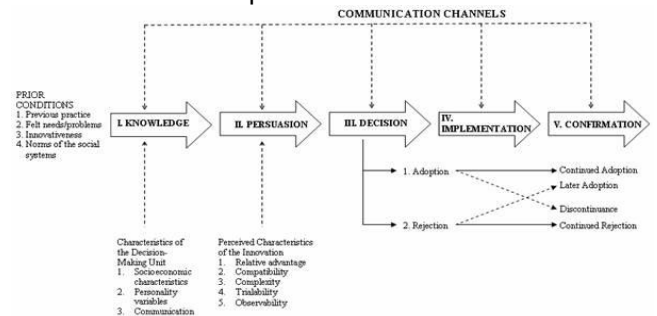 COMMUNICATION CHANNELS
PRIOR
CONDITIONS
1. Previous practice
2. Felt needs/problems
3. Innovativeness
4. Norms of the social
systems
I. KNOWLEDGE
II. PERSUASION
III. DECISION
IV.
IMPLEMENTATION
V. CONFIRMATION
1. Adoption
2. Rejection
Continued Adoption
Later Adoption
Discontinuance
Continued Rejection
Characteristics of
the Decision-
Making Unit
1. Socioeconomic
characteristics
2. Personality
variables
3. Communication
Perceived Characteristics
of the Innovation
1. Relative advantage
2. Compatibility
3. Complexity
4. Trialability
5. Observability